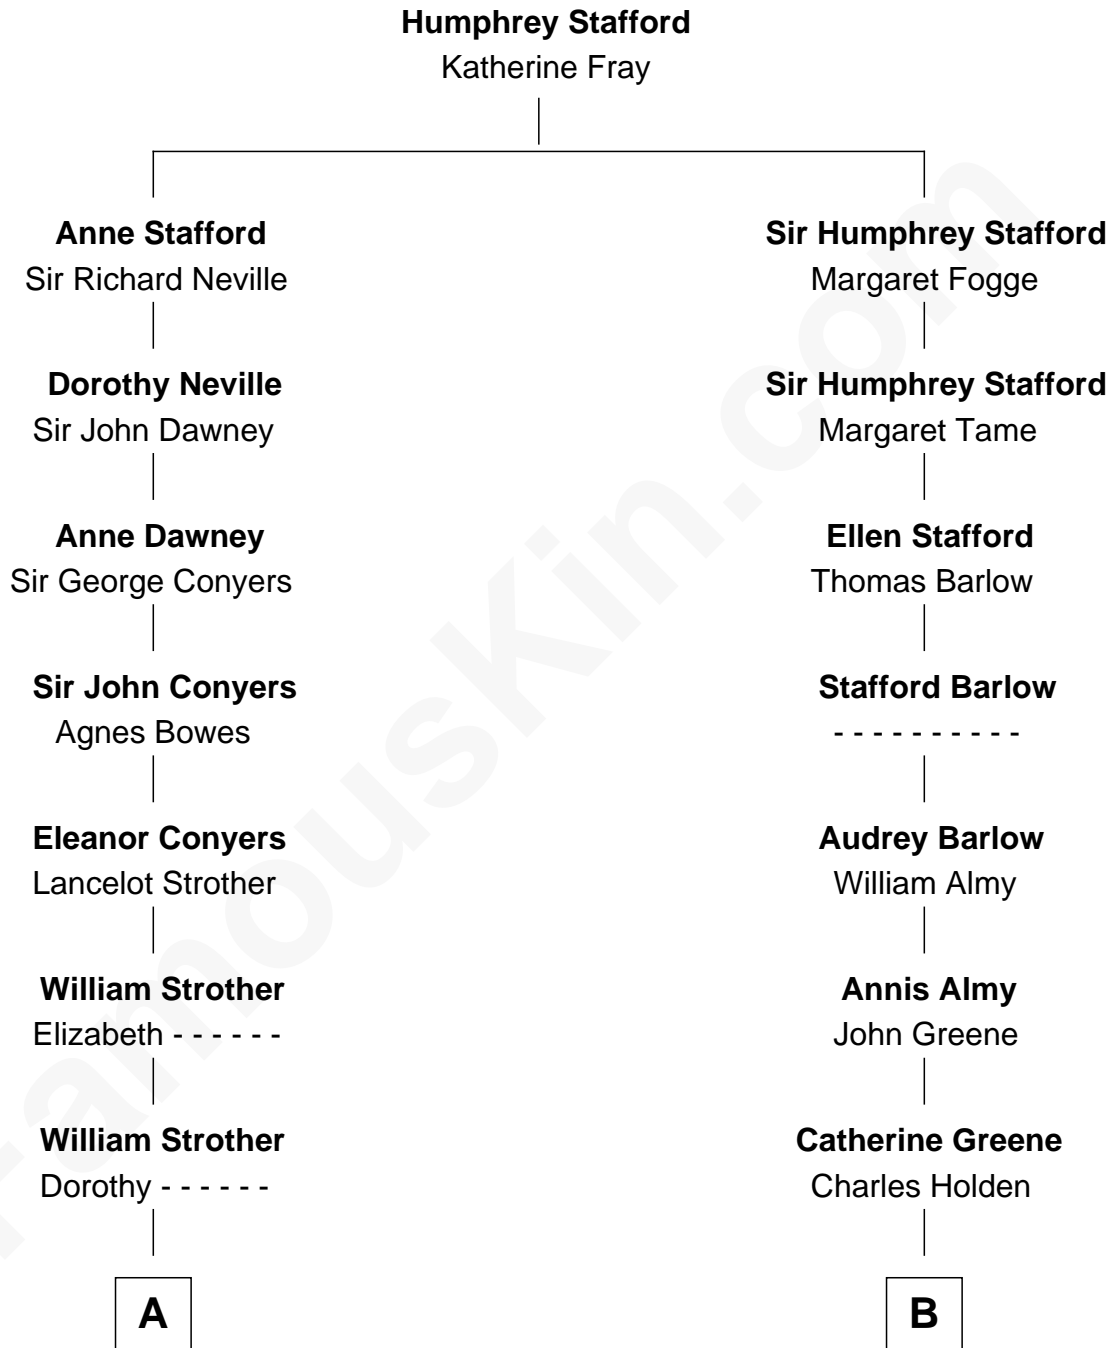 Humphrey Stafford
Katherine Fray
Anne Stafford
Sir Richard Neville
Sir Humphrey Stafford
Margaret Fogge
Dorothy Neville
Sir John Dawney
Sir Humphrey Stafford
Margaret Tame
Anne Dawney
Sir George Conyers
Ellen Stafford
Thomas Barlow
Sir John Conyers
Agnes Bowes
Stafford Barlow
- - - - - - - - - -
Eleanor Conyers
Lancelot Strother
Audrey Barlow
William Almy
William Strother
Elizabeth - - - - - -
Annis Almy
John Greene
William Strother
Dorothy - - - - - -
Catherine Greene
Charles Holden
A
B
FamousKin.com